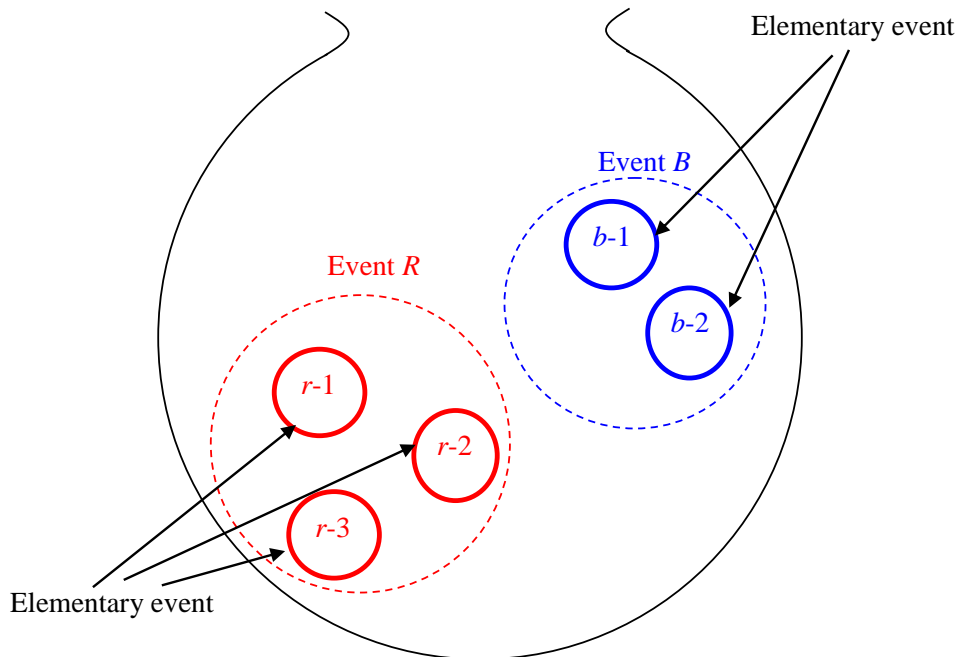 Elementary event
Event B
b-1
b-2
Event R
r-1
r-2
r-3
Elementary event